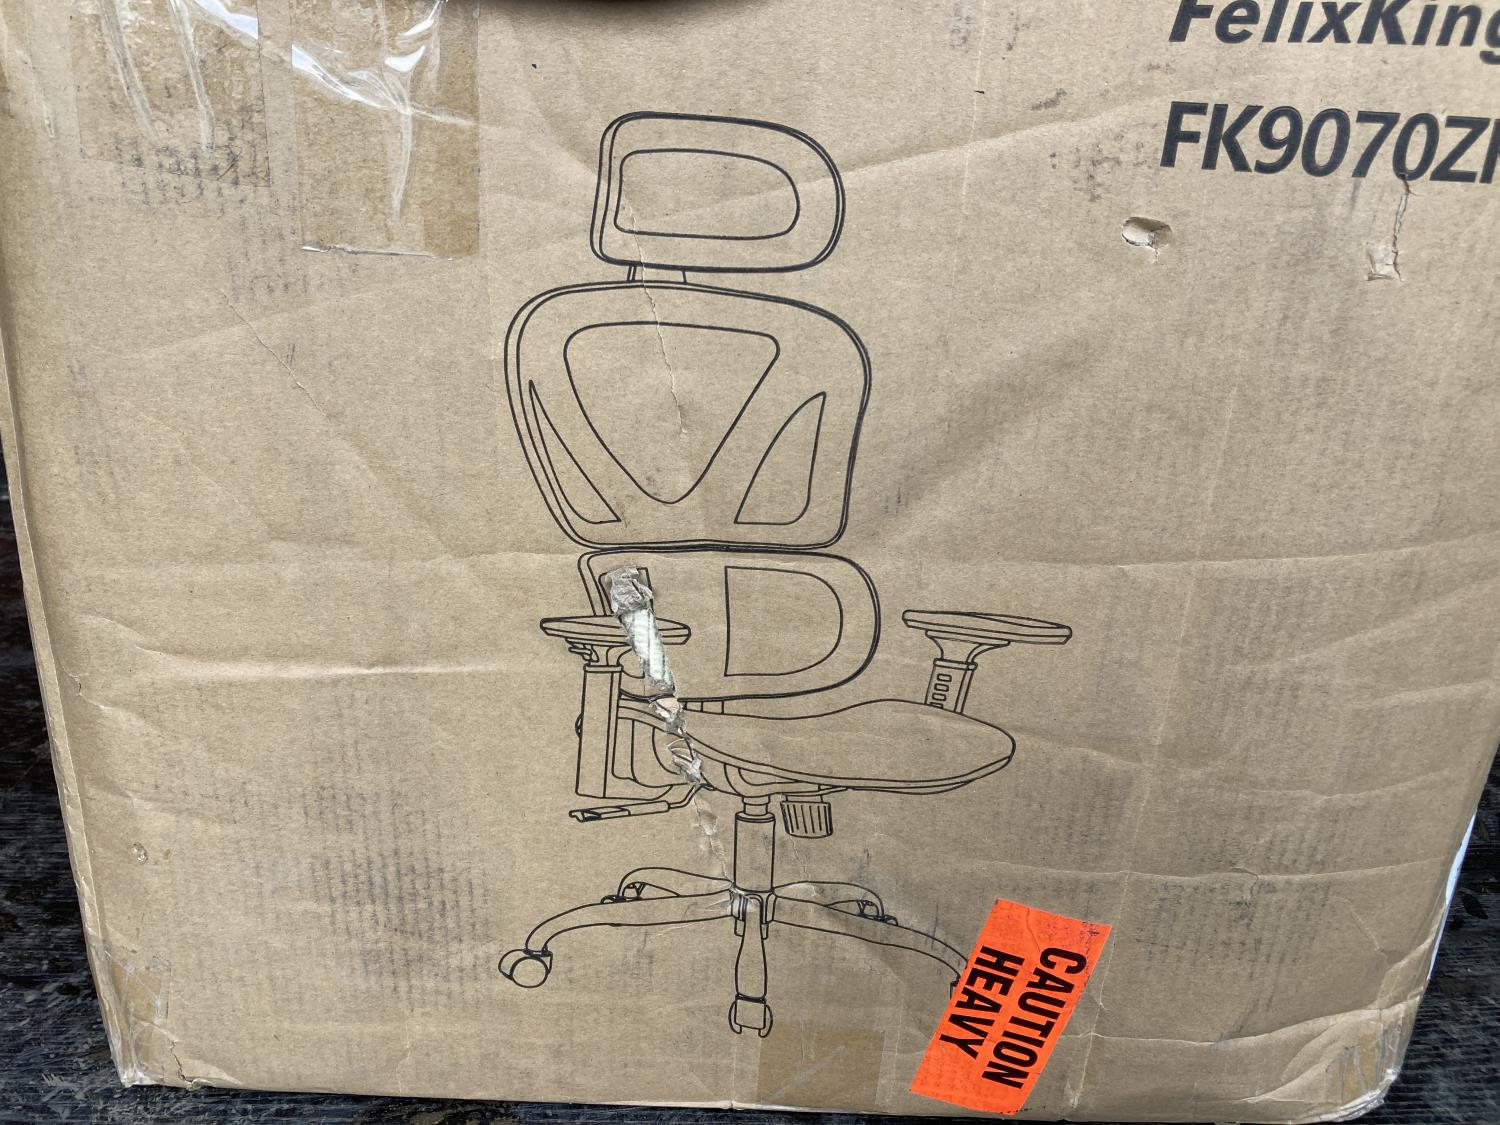 FelixKing
FK9070Z
CAUTION
HEAVY